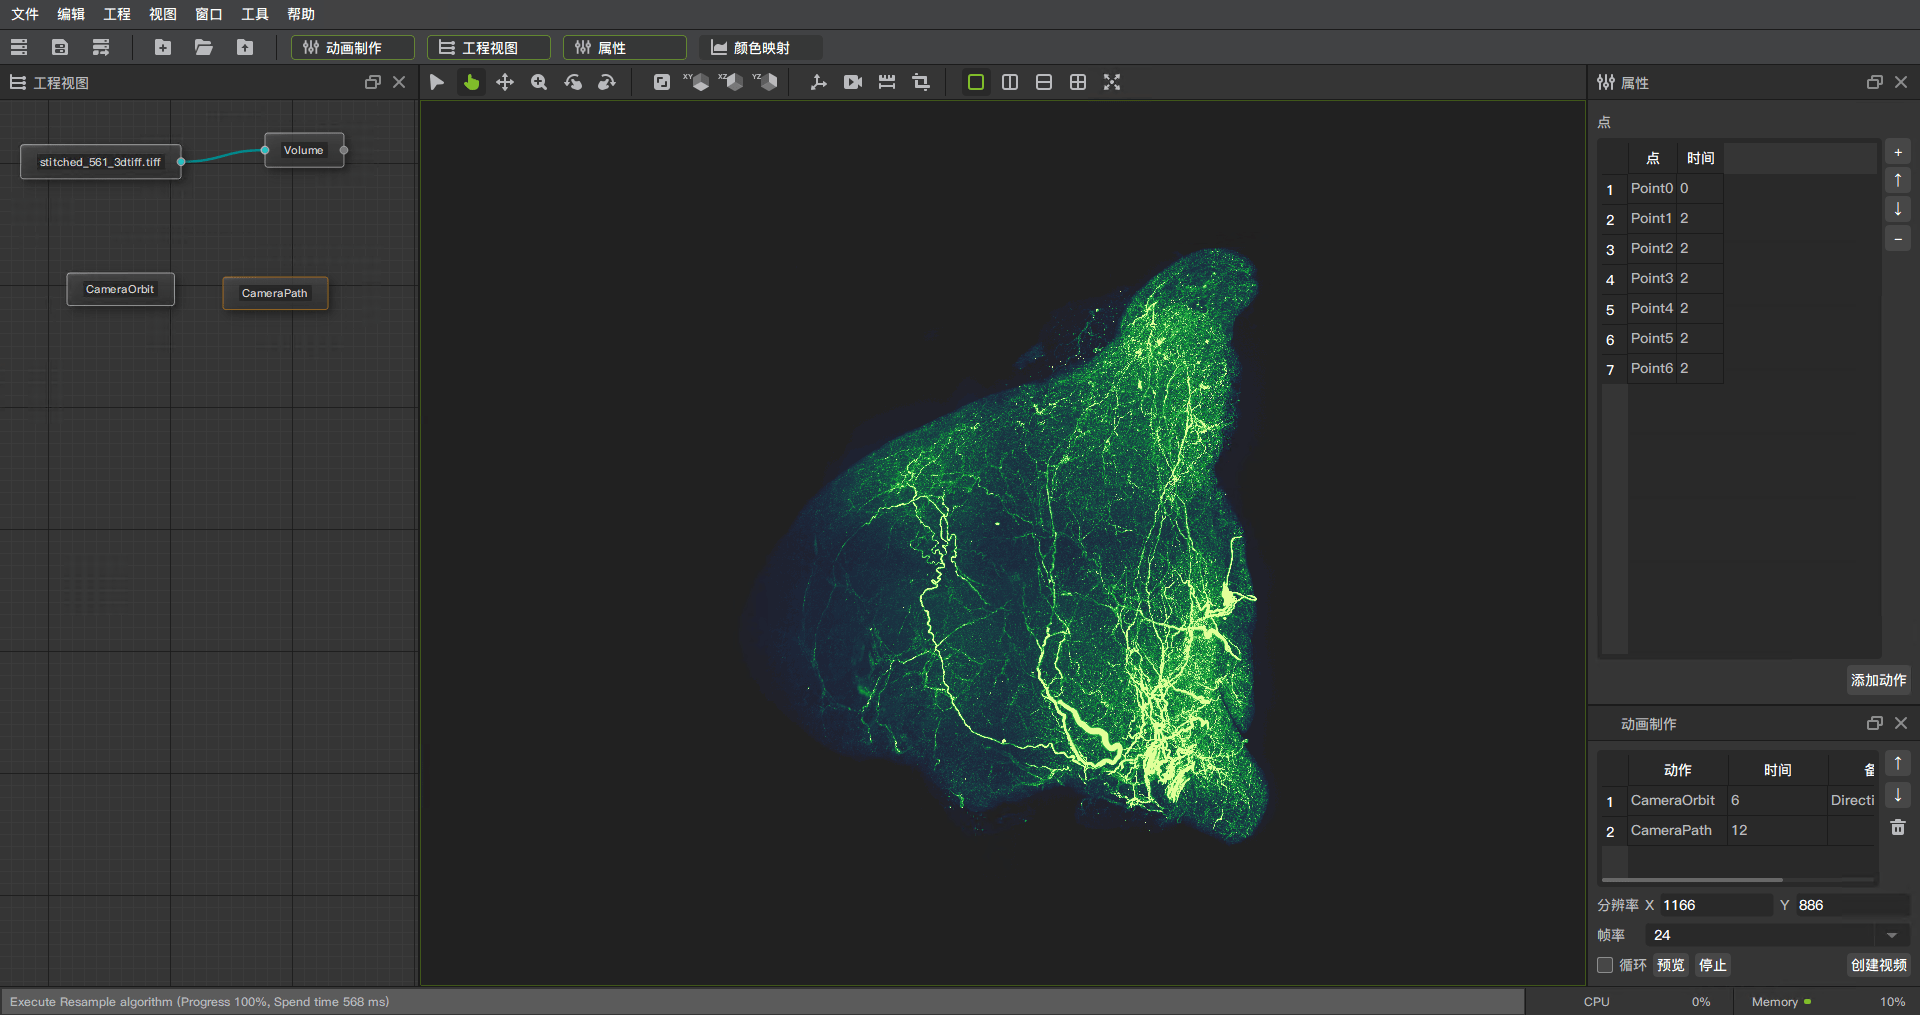 文件 编辑 工程 视图 窗口 工具 帮助
动画制作 工程视图 属性 颜色映射
工程视图
XY XZ YZ
属性
stitched_561_3dtiff.tiff
Volume
CameraOrbit
CameraPath
点
点 时间
1 Point0 0
2 Point1 2
3 Point2 2
4 Point3 2
5 Point4 2
6 Point5 2
7 Point6 2
添加动作
动画制作
动作 时间
1 CameraOrbit 6 Directi
2 CameraPath 12
分辨率 X 1166 Y 886
帧率 24
循环 预览 停止 创建视频
Execute Resample algorithm (Progress 100%, Spend time 568 ms)
CPU 0% Memory 10%